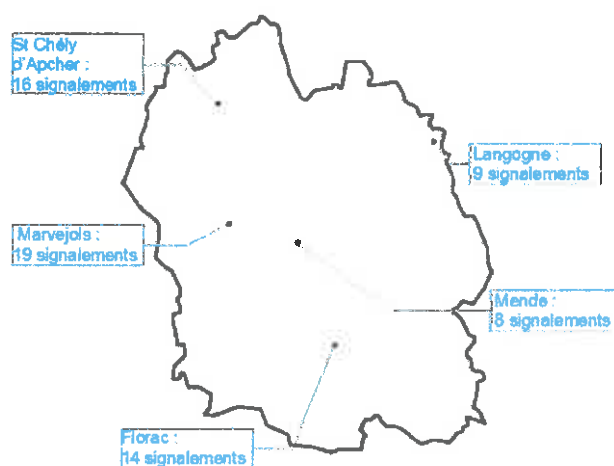 St Chély
d'Apcher :
16 signalements
Langogne :
9 signalements
Marvejols :
19 signalements
Mende :
8 signalements
Florac :
14 signalements